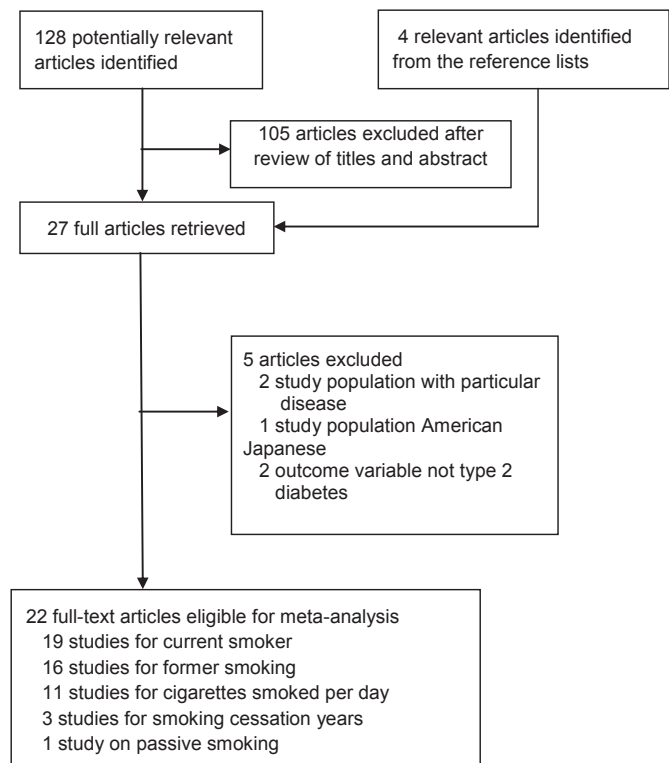 128 potentially relevant
articles identified
4 relevant articles identified
from the reference lists
105 articles excluded after
review of titles and abstract
27 full articles retrieved
5 articles excluded
2 study population with particular
disease
1 study population American
Japanese
2 outcome variable not type 2
diabetes
22 full-text articles eligible for meta-analysis
19 studies for current smoker
16 studies for former smoking
11 studies for cigarettes smoked per day
3 studies for smoking cessation years
1 study on passive smoking